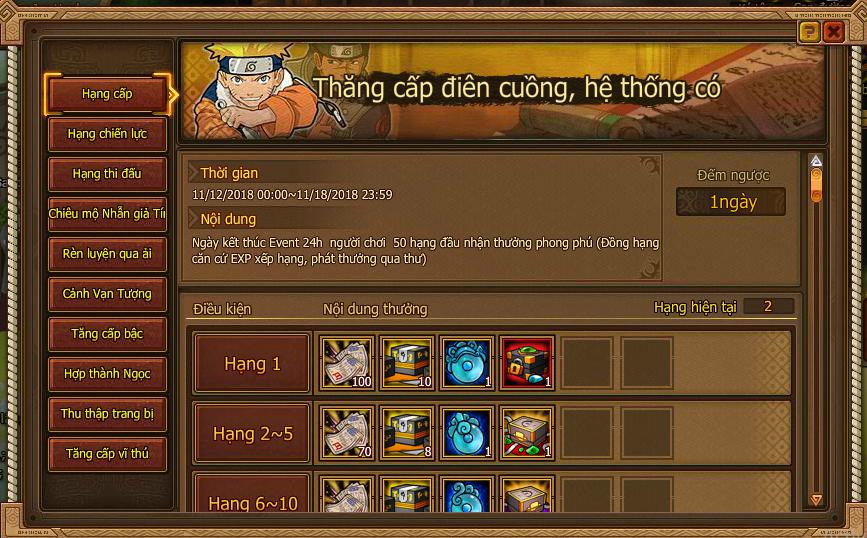 Thăng cấp điên cuồng, hệ thống có
Hạng cấp
Hạng chiến lực
Hạng thi đấu
Chiêu mộ Nhẫn giả Tí
Rèn luyện qua ải
Cảnh Vạn Tượng
Tăng cấp bậc
Hợp thành Ngọc
Thu thập trang bị
Tăng cấp vĩ thú
Thời gian
11/12/2018 00:00~11/18/2018 23:59
Nội dung
Ngày kết thúc Event 24h người chơi 50 hạng đầu nhận thưởng phong phú (Đồng hạng
căn cứ EXP xếp hạng, phát thưởng qua thư)
Đếm ngược
1ngày
Điều kiện Nội dung thưởng Hạng hiện tại 2
Hạng 1 100 10 1 1
Hạng 2~5 70 8 1 1
Hạng 6~10